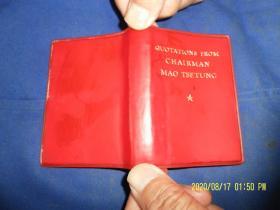 QUOTATIONS FROM
CHAIRMAN
MAO TSETUNG
2020/08/17 01:50 PM